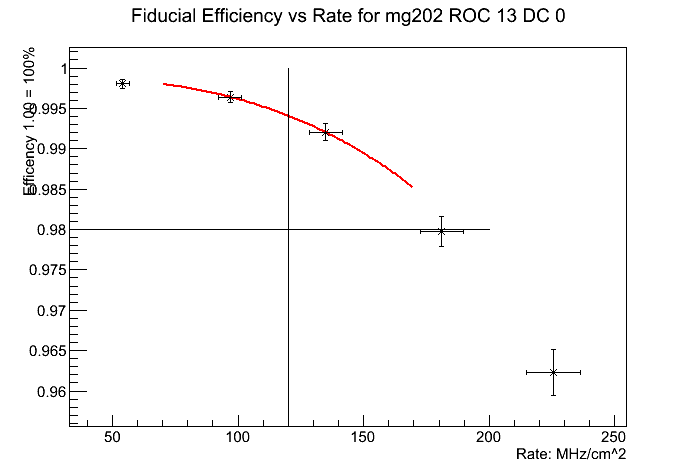 Fiducial Efficiency vs Rate for mg202 ROC 13 DC 0
Efficency 1.00 = 100%
1
0.995
0.99
0.985
0.98
0.975
0.97
0.965
0.96
50 100 150 200 250
Rate: MHz/cm^2